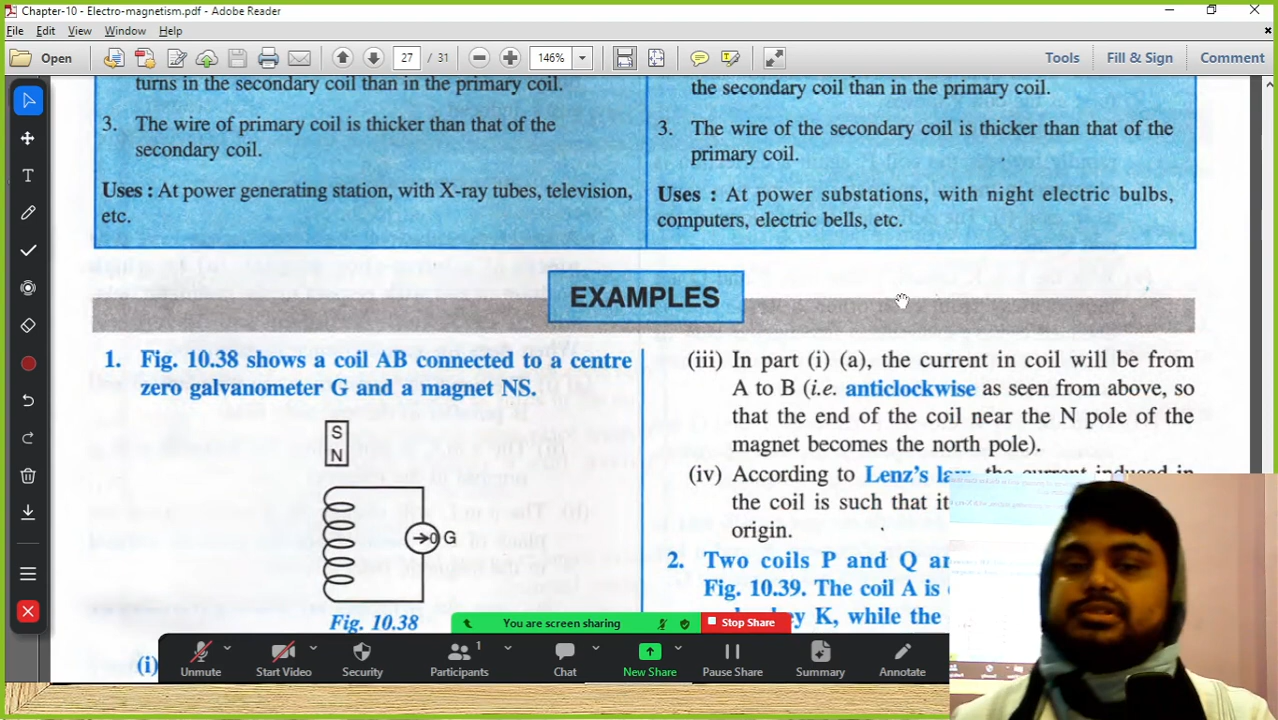 Chapter-10 - Electro-magnetism.pdf - Adobe Reader
File Edit View Window Help
Open 27 / 31 146% Tools Fill & Sign Comment
turns in the secondary coil than in the primary coil.
3. The wire of primary coil is thicker than that of the
secondary coil.
Uses : At power generating station, with X-ray tubes, television,
etc.
the secondary coil than in the primary coil.
3. The wire of the secondary coil is thicker than that of the
primary coil.
Uses : At power substations, with night electric bulbs,
computers, electric bells, etc.
EXAMPLES
1. Fig. 10.38 shows a coil AB connected to a centre
zero galvanometer G and a magnet NS.
S
N
G
Fig. 10.38
(i)
(iii) In part (i) (a), the current in coil will be from
A to B (i.e. anticlockwise as seen from above, so
that the end of the coil near the N pole of the
magnet becomes the north pole).
(iv) According to Lenz's law, the current induced in
the coil is such that it
origin.
2. Two coils P and Q
Fig. 10.39. The coil A is
key K, while the
You are screen sharing Stop Share
Unmute Start Video Security Participants 1 Chat New Share Pause Share Summary Annotate